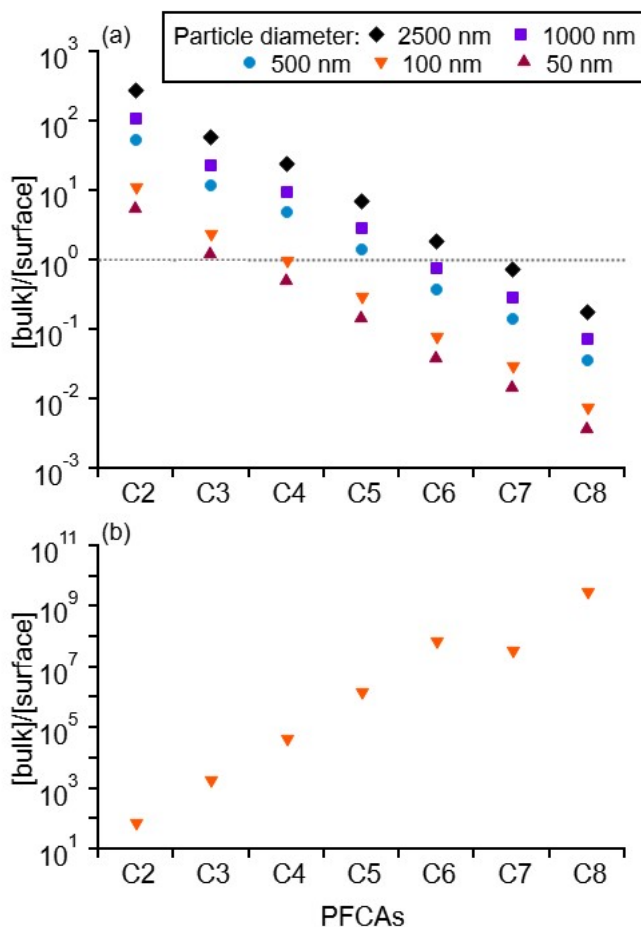 (a)
Particle diameter: 2500 nm 1000 nm
500 nm 100 nm 50 nm
[bulk]/[surface]
10^3
10^2
10^1
10^0
10^-1
10^-2
10^-3
C2 C3 C4 C5 C6 C7 C8
(b)
[bulk]/[surface]
10^11
10^9
10^7
10^5
10^3
10^1
C2 C3 C4 C5 C6 C7 C8
PFCAs